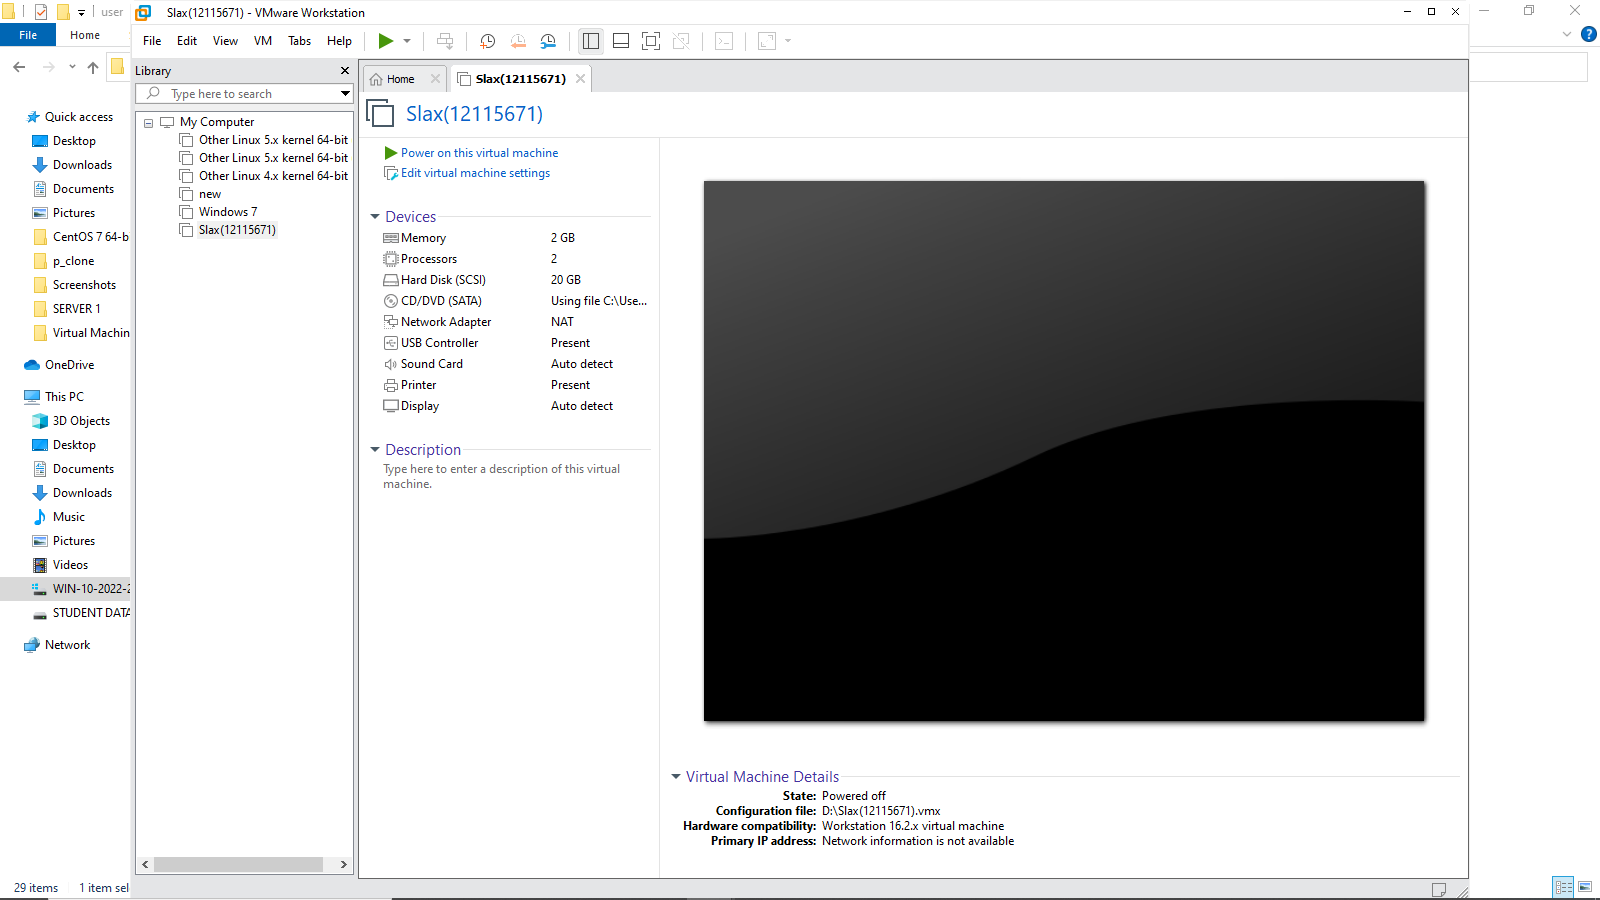 user
Slax(12115671) - VMware Workstation
File
Home
File Edit View VM Tabs Help
Library
Type here to search
My Computer
Other Linux 5.x kernel 64-bit
Other Linux 5.x kernel 64-bit
Other Linux 4.x kernel 64-bit
new
Windows 7
Slax(12115671)
Quick access
Desktop
Downloads
Documents
Pictures
CentOS 7 64-b
p_clone
Screenshots
SERVER 1
Virtual Machin
OneDrive
This PC
3D Objects
Desktop
Documents
Downloads
Music
Pictures
Videos
WIN-10-2022-2
STUDENT DATA
Network
29 items 1 item sel
Home
Slax(12115671)
Slax(12115671)
Power on this virtual machine
Edit virtual machine settings
Devices
Memory 2 GB
Processors 2
Hard Disk (SCSI) 20 GB
CD/DVD (SATA) Using file C:\Use...
Network Adapter NAT
USB Controller Present
Sound Card Auto detect
Printer Present
Display Auto detect
Description
Type here to enter a description of this virtual
machine.
Virtual Machine Details
State: Powered off
Configuration file: D:\Slax(12115671).vmx
Hardware compatibility: Workstation 16.2.x virtual machine
Primary IP address: Network information is not available